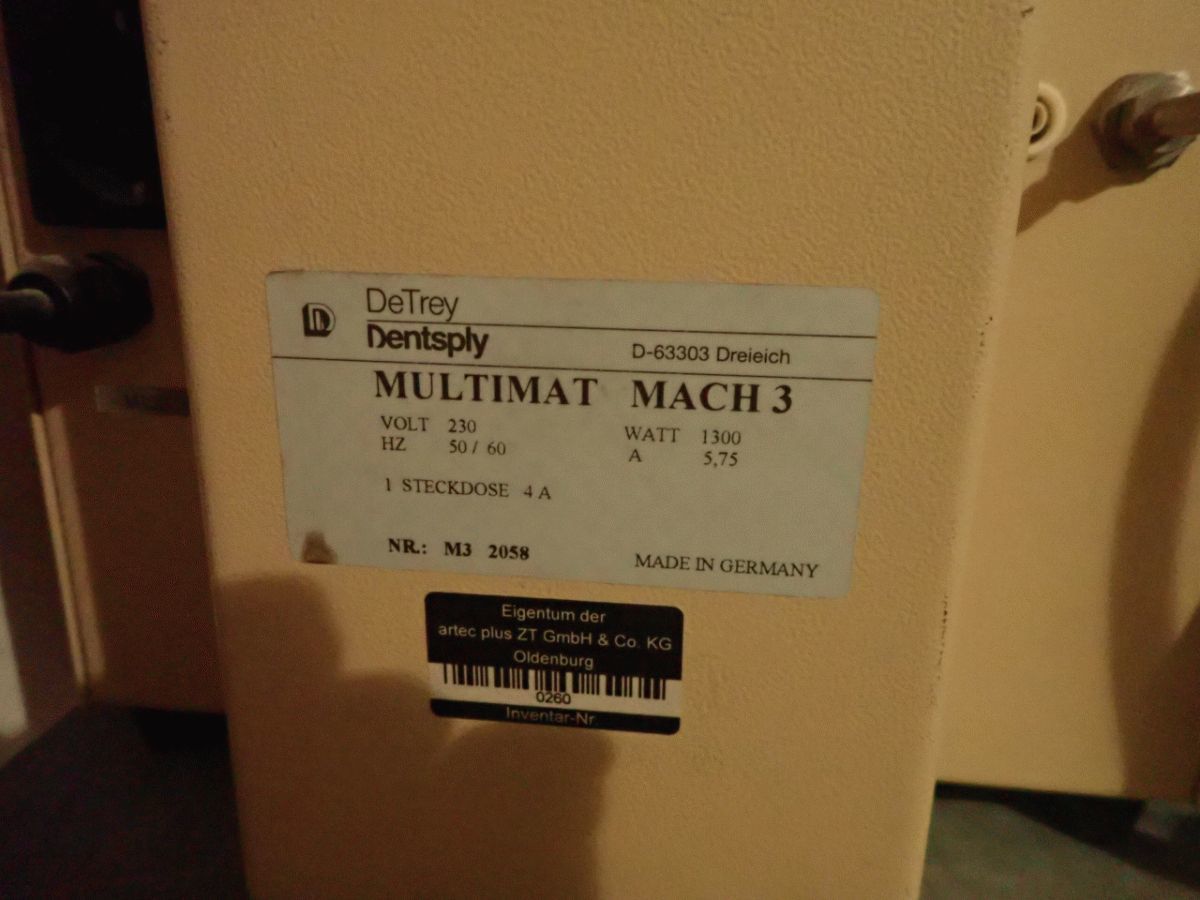 DeTrey
Dentsply
D-63303 Dreieich
MULTIMAT MACH 3
VOLT 230 WATT 1300
HZ 50 / 60 A 5,75
1 STECKDOSE 4 A
NR.: M3 2058 MADE IN GERMANY
Eigentum der
artec plus ZT GmbH & Co. KG
Oldenburg
0260
Inventar-Nr